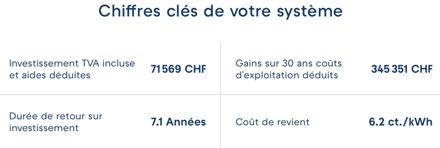 Chiffres clés de votre système
Investissement TVA incluse
et aides déduites
71 569 CHF
Gains sur 30 ans coûts
d'exploitation déduits
345 351 CHF
Durée de retour sur
investissement
7.1 Années
Coût de revient
6.2 ct./kWh